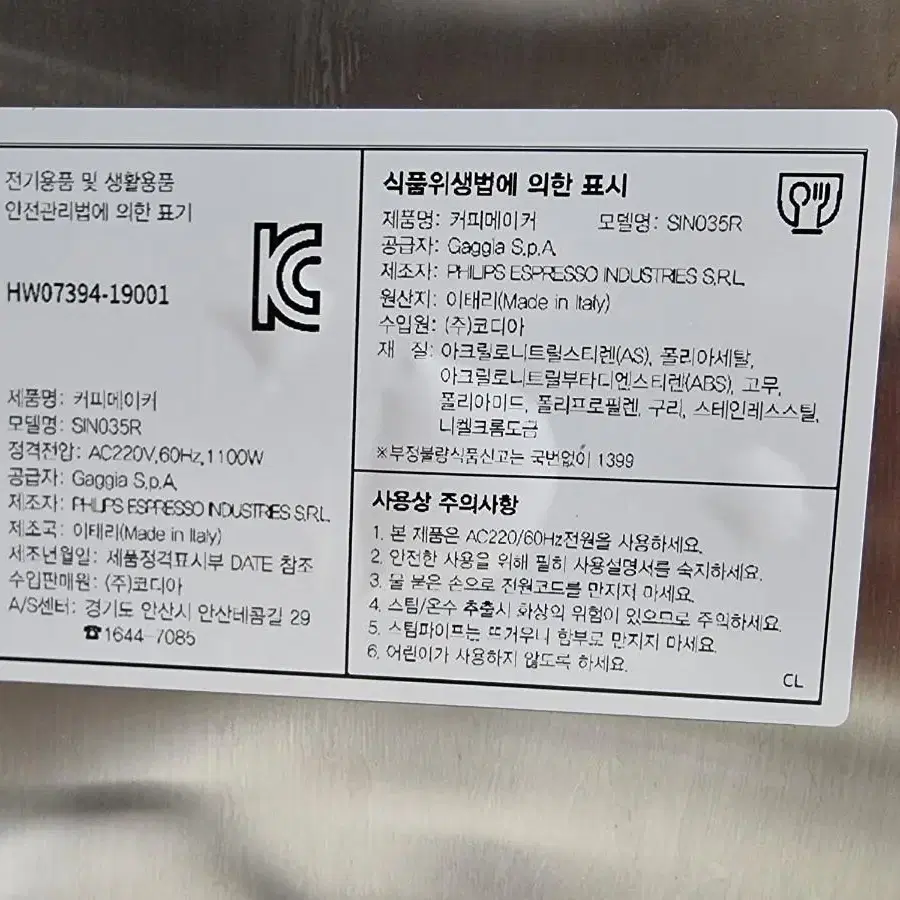 전기용품 및 생활용품
안전관리법에 의한 표기
HW07394-19001
제품명: 커피메이커
모델명: SIN035R
정격전압: AC220V,60Hz,1100W
공급자: Gaggia S.p.A
제조자: PHILIPS ESPRESSO INDUSTRIES S.R.L
제조국: 이태리(Made in Italy)
제조년월일: 제품정격표시부 DATE 참조
수입판매원: (주)코디아
A/S센터: 경기도 안산시 안산테콤길 29
☎1644-7085
식품위생법에 의한 표시
제품명: 커피메이커 모델명: SIN035R
공급자: Gaggia S.p.A.
제조자: PHILIPS ESPRESSO INDUSTRIES S.R.L
원산지: 이태리(Made in Italy)
수입원: (주)코디아
재 질: 아크릴로니트릴스티렌(AS), 폴리아세탈,
아크릴로니트릴부타디엔스티렌(ABS), 고무,
폴리아미드, 폴리프로필렌, 구리, 스테인레스스틸,
니켈크롬도금
※부정불량식품신고는 국번없이 1399
사용상 주의사항
1. 본 제품은 AC220/60Hz전원을 사용하세요.
2. 안전한 사용을 위해 필히 사용설명서를 숙지하세요.
3. 물 묻은 손으로 전원코드를 만지지 마세요.
4. 스팀/온수 추출시 화상의 위험이 있으므로 주의하세요.
5. 스팀파이프는 뜨거우니 함부로 만지지 마세요.
6. 어린이가 사용하지 않도록 하세요.
CL